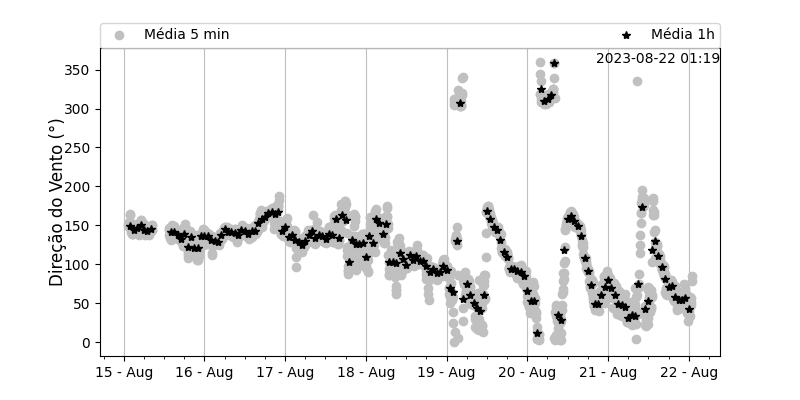 Média 5 min
Média 1h
2023-08-22 01:19
Direção do Vento (°)
350
300
250
200
150
100
50
0
15 - Aug
16 - Aug
17 - Aug
18 - Aug
19 - Aug
20 - Aug
21 - Aug
22 - Aug